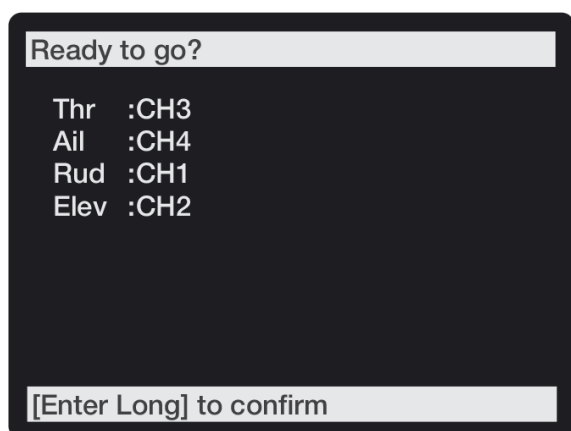 Ready to go?
Thr :CH3
Ail :CH4
Rud :CH1
Elev :CH2
[Enter Long] to confirm